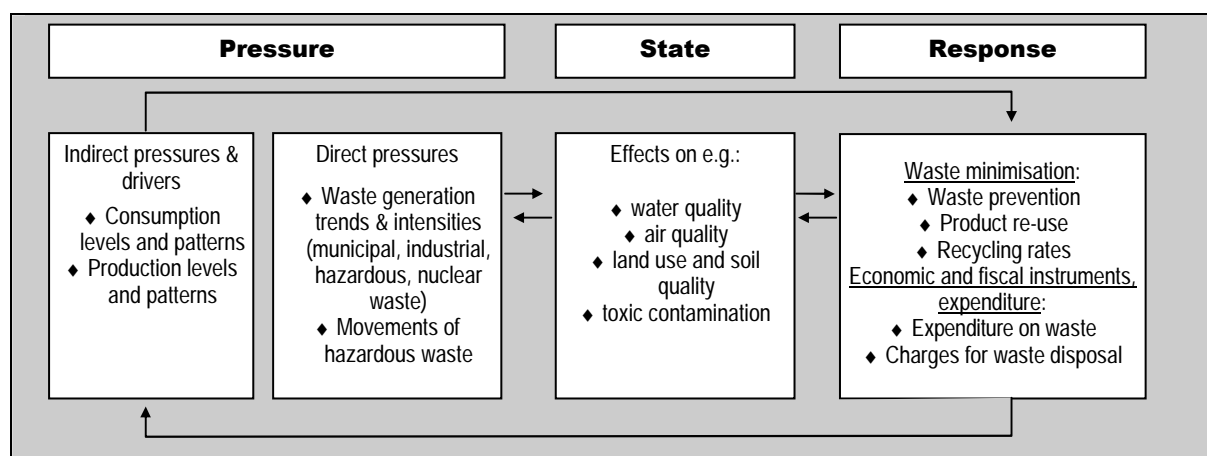 Pressure
State
Response
Indirect pressures &
drivers
♦ Consumption
levels and patterns
♦ Production levels
and patterns
Direct pressures
♦ Waste generation
trends & intensities
(municipal, industrial,
hazardous, nuclear
waste)
♦ Movements of
hazardous waste
Effects on e.g.:
♦ water quality
♦ air quality
♦ land use and soil
quality
♦ toxic contamination
Waste minimisation:
♦ Waste prevention
♦ Product re-use
♦ Recycling rates
Economic and fiscal instruments,
expenditure:
♦ Expenditure on waste
♦ Charges for waste disposal